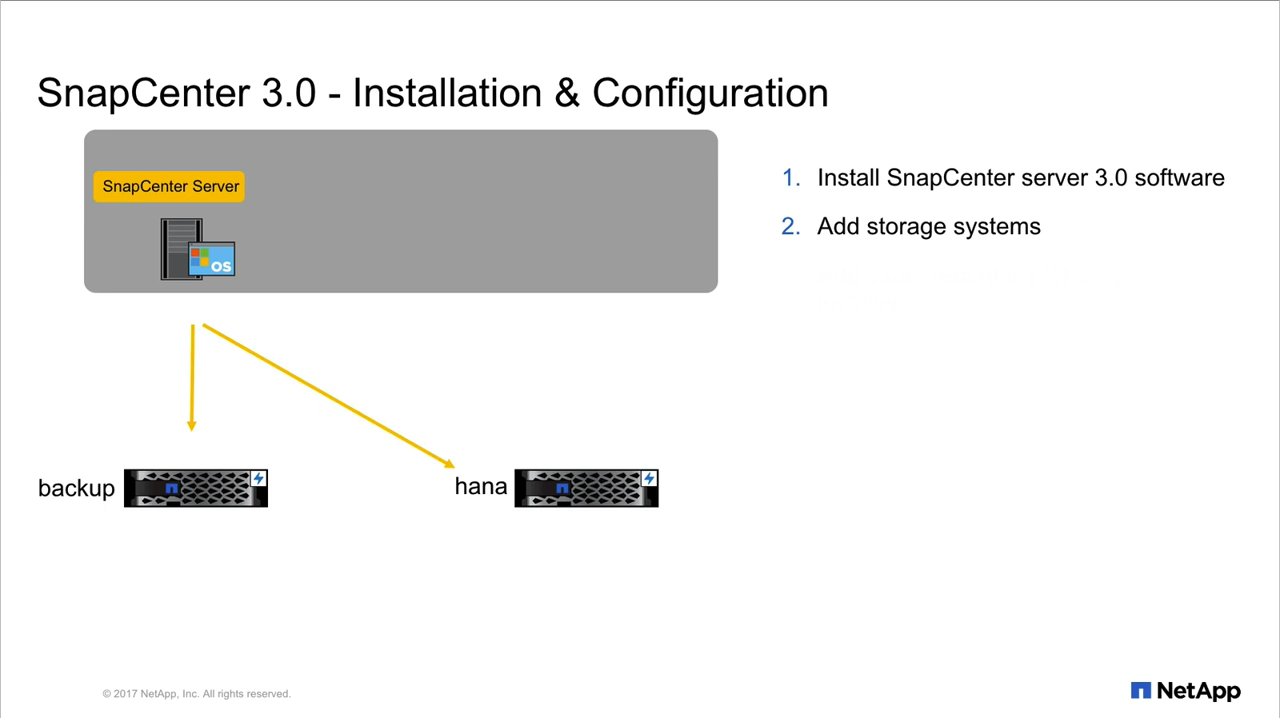 SnapCenter 3.0 - Installation & Configuration
SnapCenter Server
OS
1. Install SnapCenter server 3.0 software
2. Add storage systems
backup
hana
© 2017 NetApp, Inc. All rights reserved.
NetApp